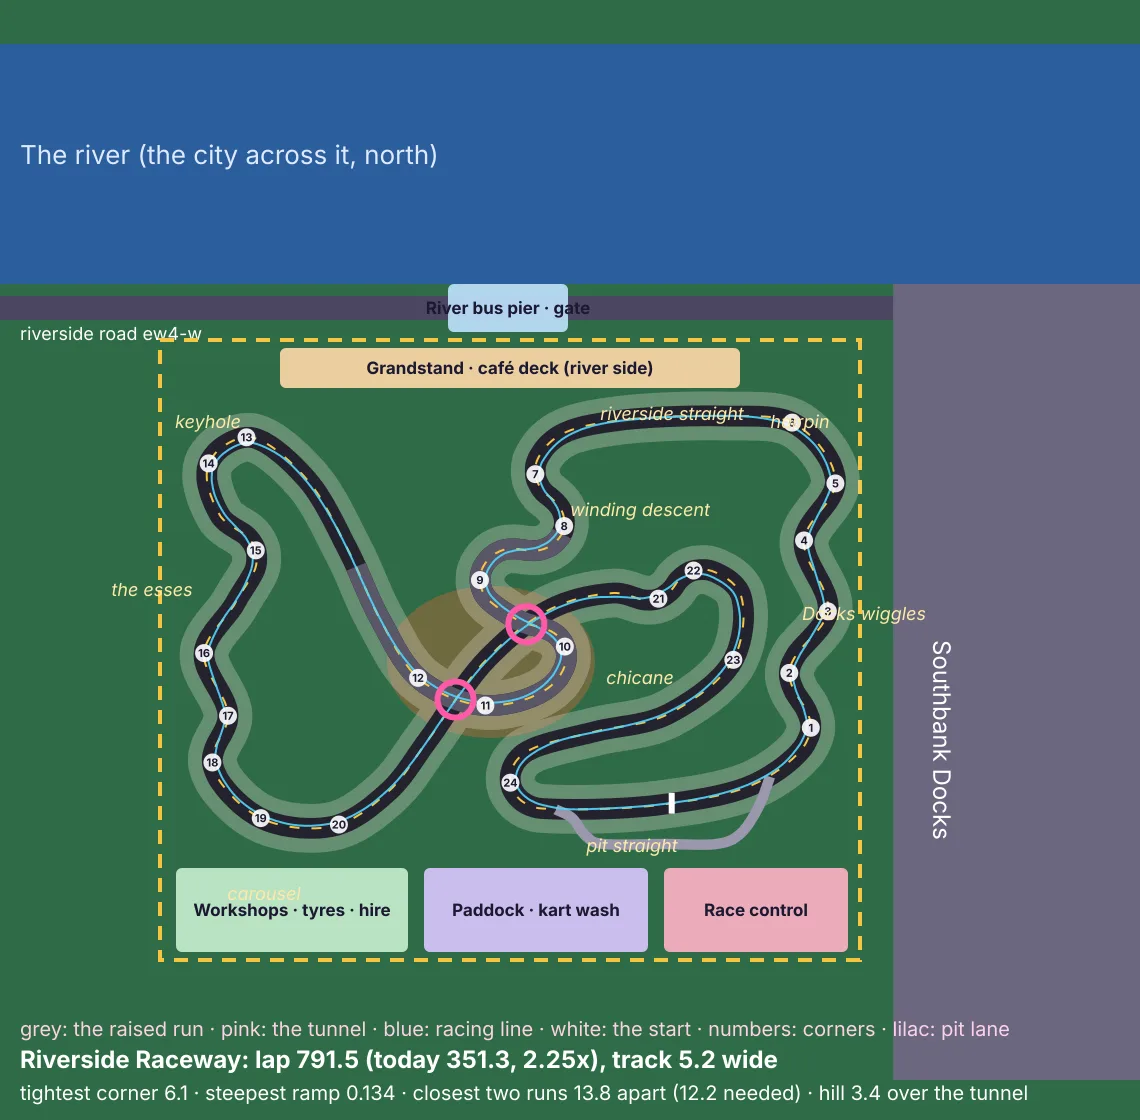 The river (the city across it, north)
River bus pier · gate
riverside road ew4-w
Grandstand · café deck (river side)
keyhole
riverside straight
hairpin
13
14
7
5
winding descent
8
4
15
9
22
the esses
21
3
Docks wiggles
10
16
23
2
12
chicane
11
17
1
18
24
19
20
pit straight
carousel
Workshops · tyres · hire
Paddock · kart wash
Race control
Southbank Docks
grey: the raised run · pink: the tunnel · blue: racing line · white: the start · numbers: corners · lilac: pit lane
Riverside Raceway: lap 791.5 (today 351.3, 2.25x), track 5.2 wide
tightest corner 6.1 · steepest ramp 0.134 · closest two runs 13.8 apart (12.2 needed) · hill 3.4 over the tunnel